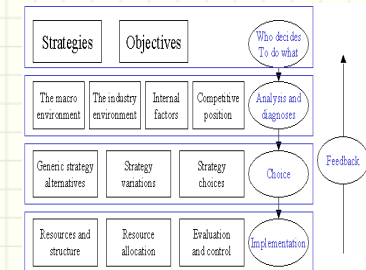 Strategies
Objectives
Who decides
To do what
The macro
environment
The industry
environment
Internal
factors
Competitive
position
Analysis and
diagnoses
Generic strategy
alternatives
Strategy
variations
Strategy
choices
Choice
Feedback
Resources and
structure
Resource
allocation
Evaluation
and control
Implementation